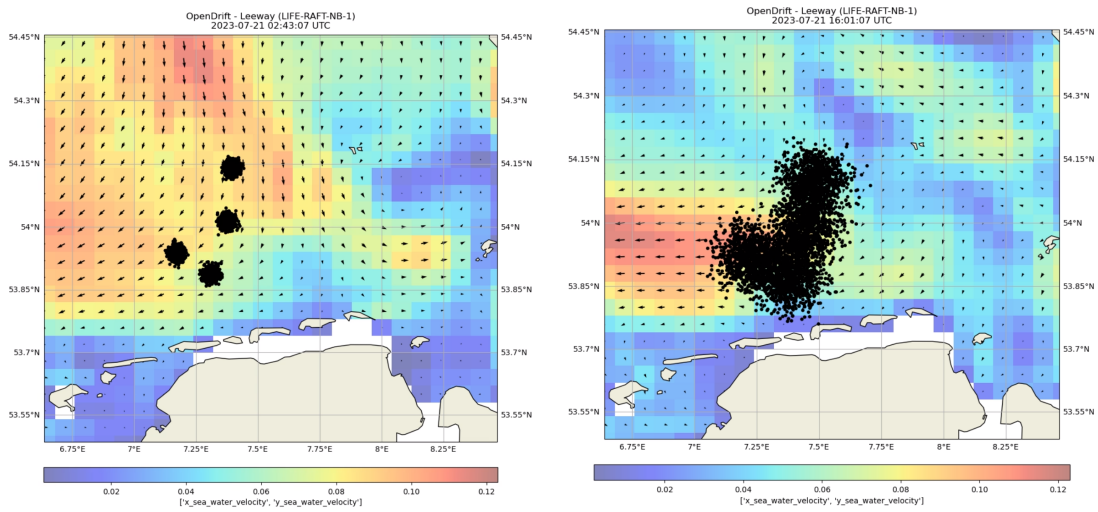 OpenDrift - Leeway (LIFE-RAFT-NB-1)
2023-07-21 02:43:07 UTC
54.45°N 54.45°N
54.3°N 54.3°N
54.15°N 54.15°N
54°N 54°N
53.85°N 53.85°N
53.7°N 53.7°N
53.55°N 53.55°N
6.75°E 7°E 7.25°E 7.5°E 7.75°E 8°E 8.25°E
0.02 0.04 0.06 0.08 0.10 0.12
['x_sea_water_velocity', 'y_sea_water_velocity']
OpenDrift - Leeway (LIFE-RAFT-NB-1)
2023-07-21 16:01:07 UTC
54.45°N 54.45°N
54.3°N 54.3°N
54.15°N 54.15°N
54°N 54°N
53.85°N 53.85°N
53.7°N 53.7°N
53.55°N 53.55°N
6.75°E 7°E 7.25°E 7.5°E 7.75°E 8°E 8.25°E
0.02 0.04 0.06 0.08 0.10 0.12
['x_sea_water_velocity', 'y_sea_water_velocity']